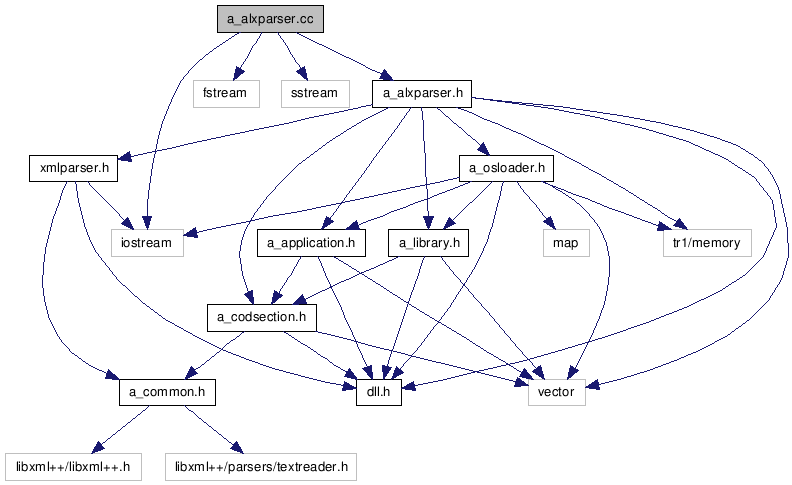 a_alxparser.cc
fstream
sstream
a_alxparser.h
xmlparser.h
a_osloader.h
iostream
a_application.h
a_library.h
map
tr1/memory
a_codsection.h
a_common.h
dll.h
vector
libxml++/libxml++.h
libxml++/parsers/textreader.h